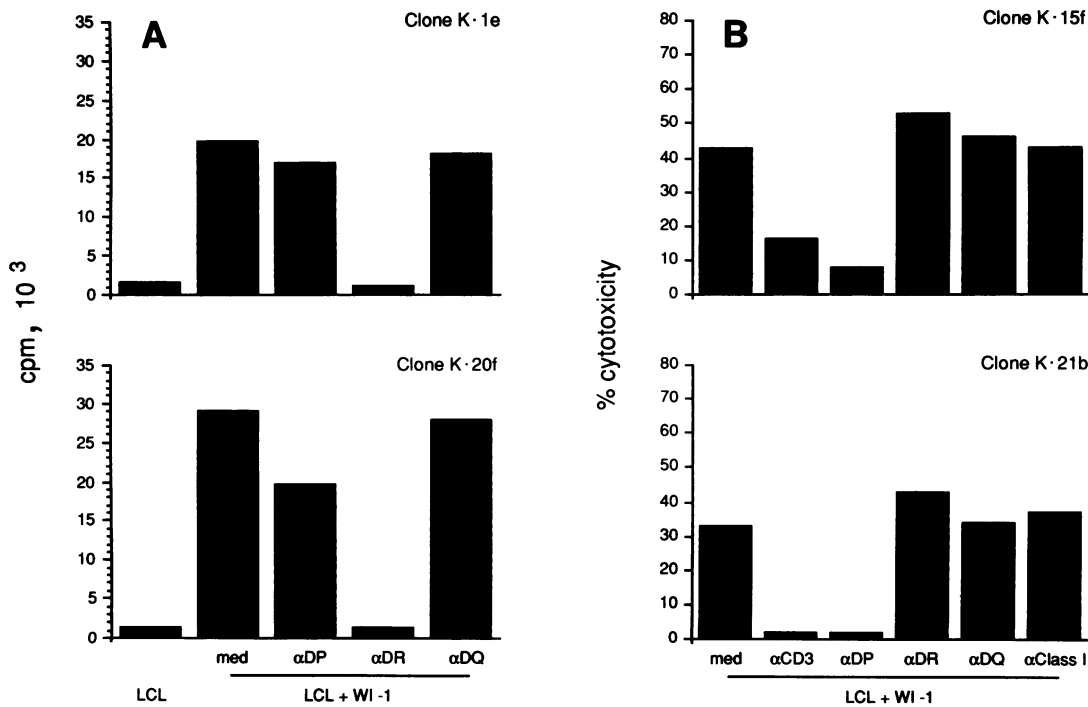 A
Clone K·1e
35
30
25
20
15
10
5
0
cpm, 10 3
Clone K·20f
35
30
25
20
15
10
5
0
med αDP αDR αDQ
LCL
LCL + WI -1
B
Clone K·15f
80
70
60
50
40
30
20
10
0
% cytotoxicity
Clone K·21b
80
70
60
50
40
30
20
10
0
med αCD3 αDP αDR αDQ αClass I
LCL + WI -1